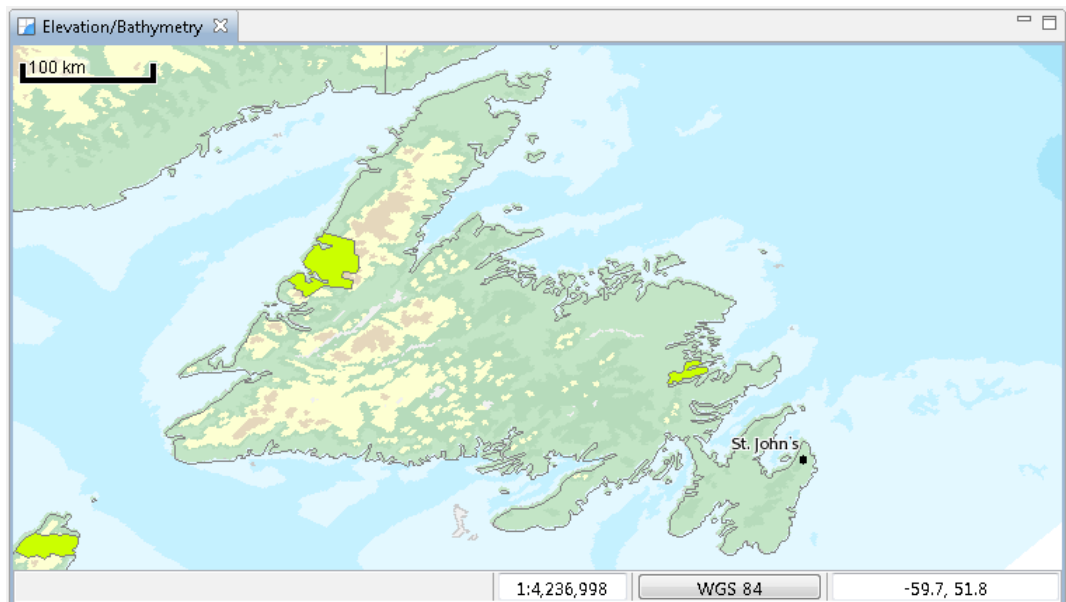 Elevation/Bathymetry
100 km
St. John's
1:4,236,998
WGS 84
-59.7, 51.8